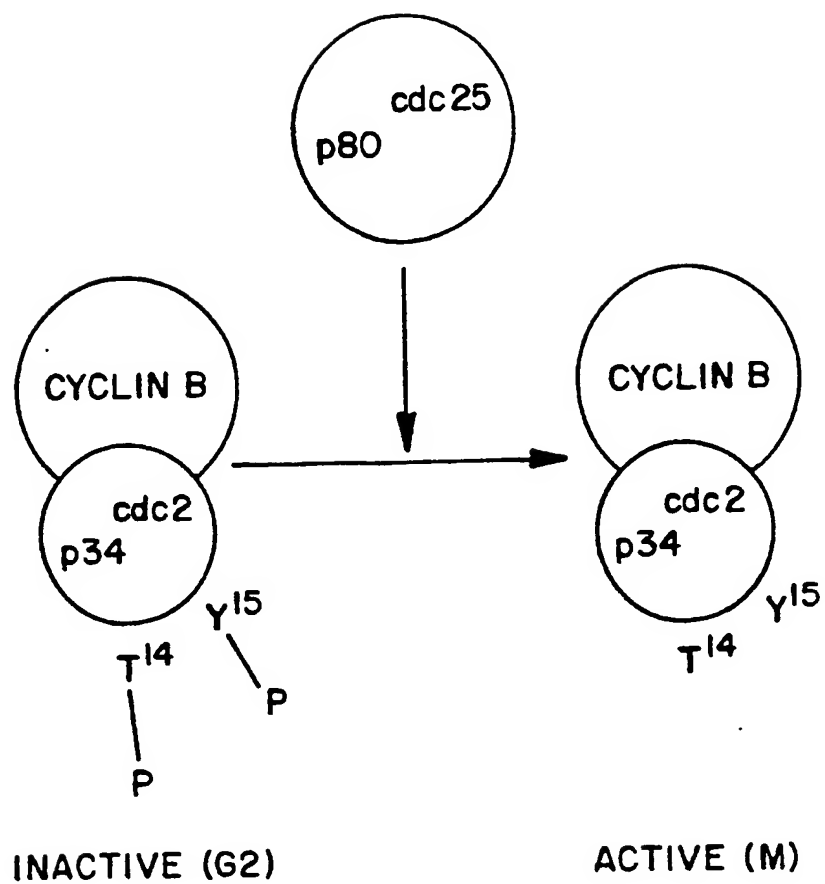 cdc25
p80
CYCLIN B
cdc2
p34
Y15
T14
P
P
INACTIVE (G2)
CYCLIN B
cdc2
p34
Y15
T14
ACTIVE (M)